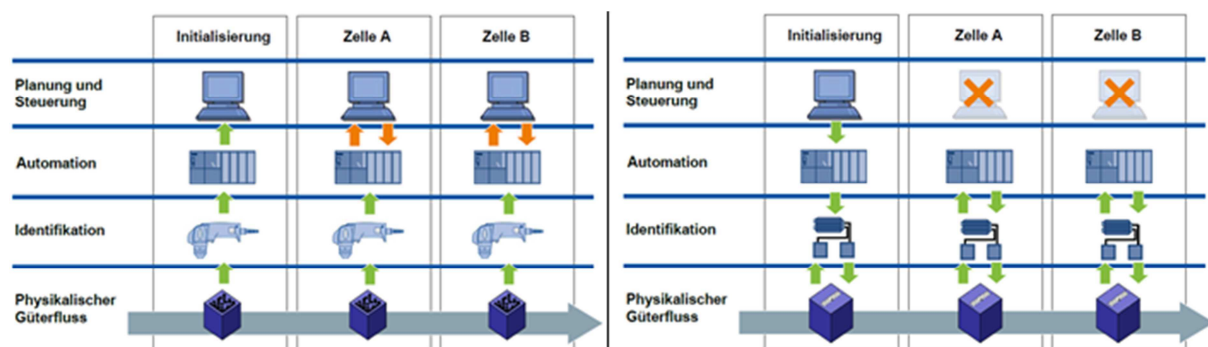 Initialisierung
Zelle A
Zelle B
Planung und
Steuerung
Automation
Identifikation
Physikalischer
Güterfluss
Initialisierung
Zelle A
Zelle B
Planung und
Steuerung
Automation
Identifikation
Physikalischer
Güterfluss